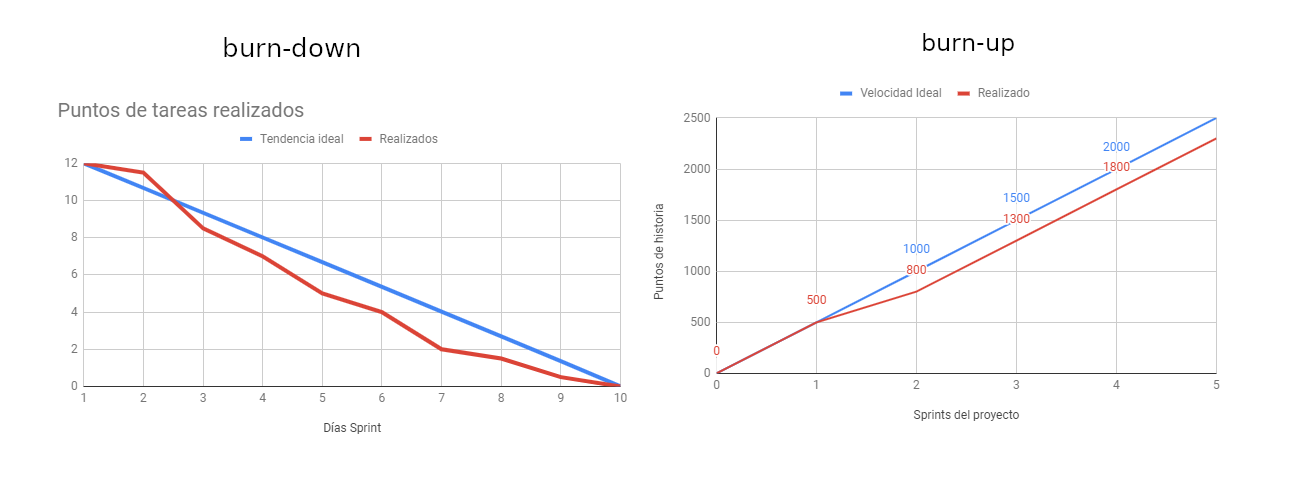 burn-down
Puntos de tareas realizados
Tendencia ideal Realizados
12
10
8
6
4
2
0
1 2 3 4 5 6 7 8 9 10
Días Sprint
burn-up
Velocidad Ideal Realizado
Puntos de historia
2500
2000
1500
1000
500
0
0 1 2 3 4 5
0
500
1000
800
1500
1300
2000
1800
Sprints del proyecto